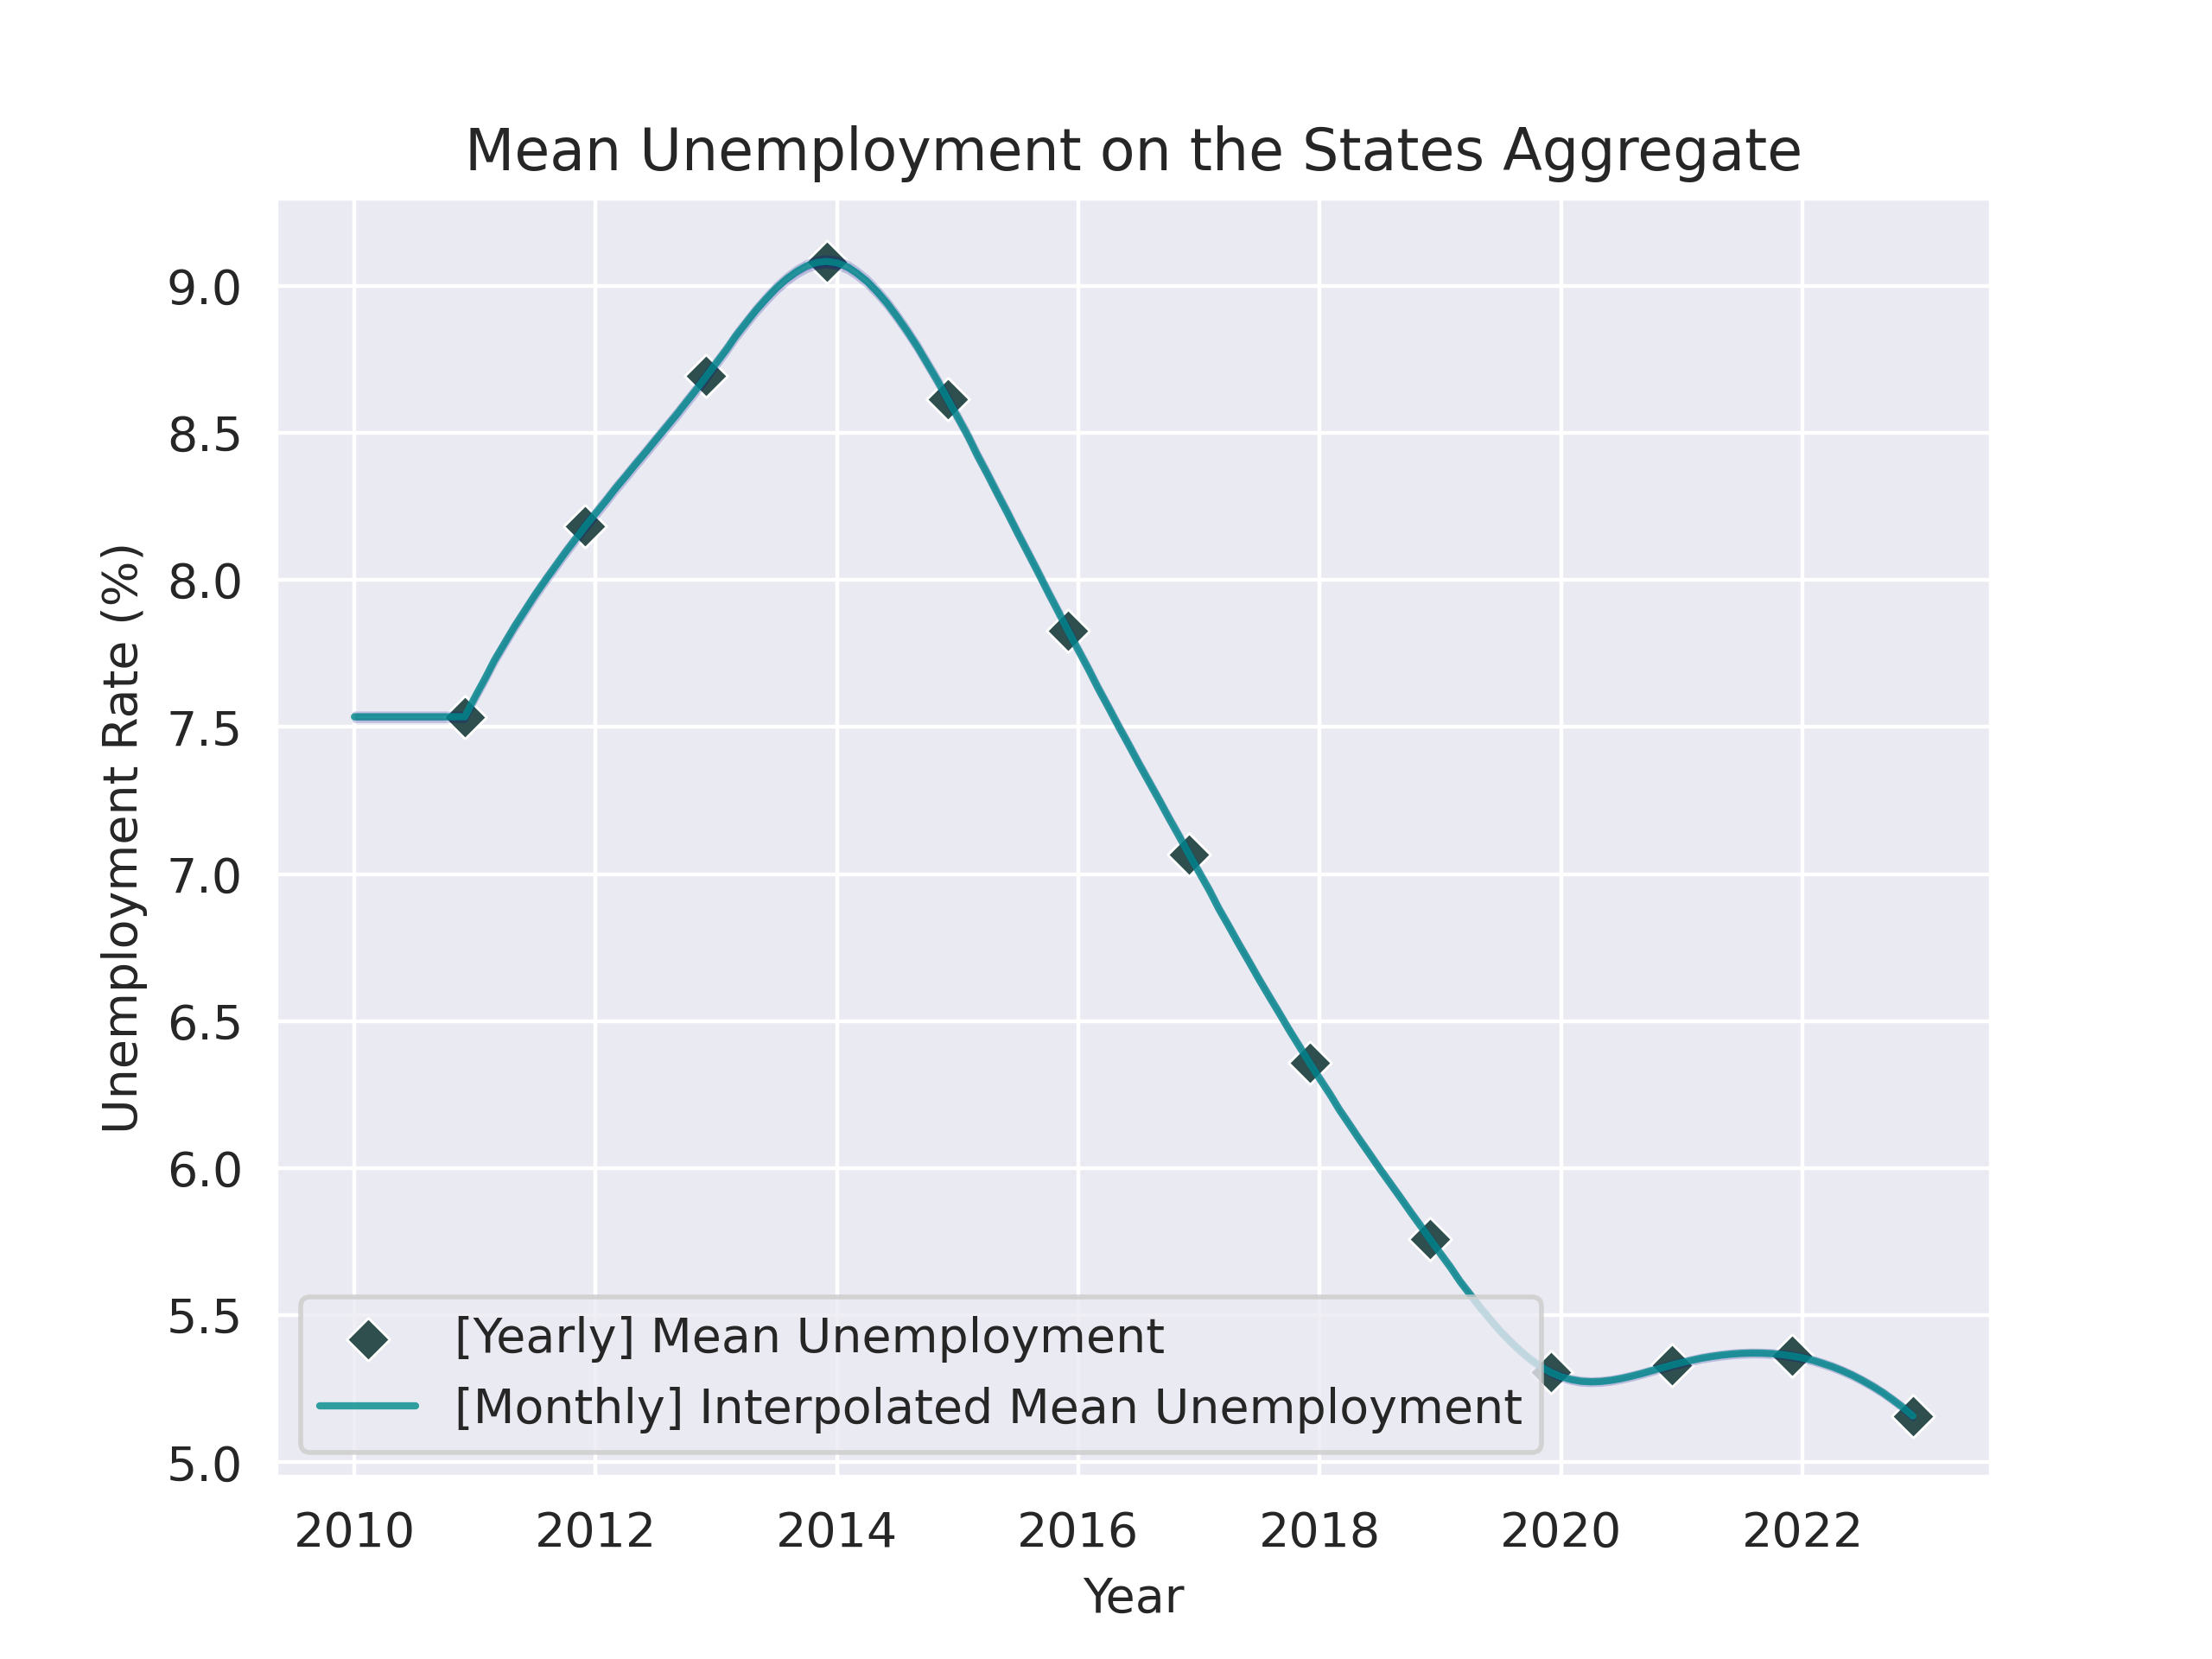 Mean Unemployment on the States Aggregate
Unemployment Rate (%)
9.0
8.5
8.0
7.5
7.0
6.5
6.0
5.5
5.0
[Yearly] Mean Unemployment
[Monthly] Interpolated Mean Unemployment
2010 2012 2014 2016 2018 2020 2022
Year